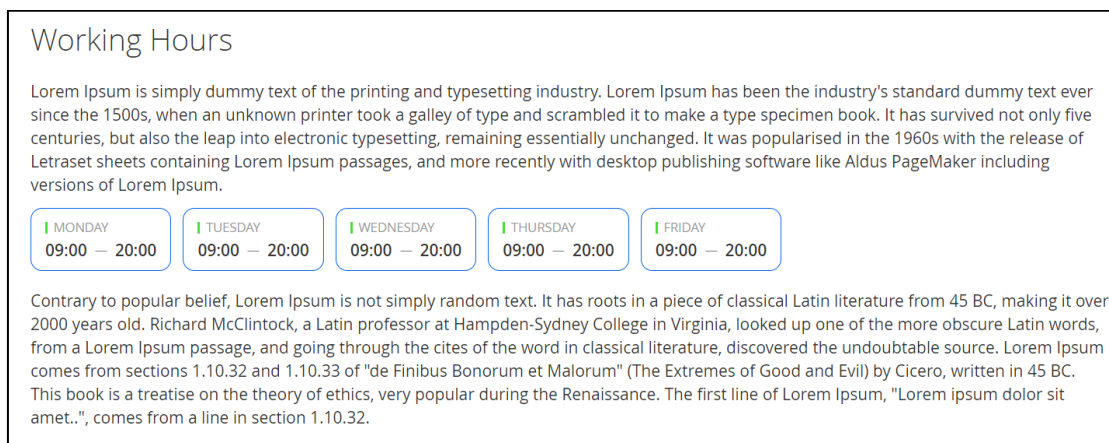 Working Hours
Lorem Ipsum is simply dummy text of the printing and typesetting industry. Lorem Ipsum has been the industry's standard dummy text ever
since the 1500s, when an unknown printer took a galley of type and scrambled it to make a type specimen book. It has survived not only five
centuries, but also the leap into electronic typesetting, remaining essentially unchanged. It was popularised in the 1960s with the release of
Letraset sheets containing Lorem Ipsum passages, and more recently with desktop publishing software like Aldus PageMaker including
versions of Lorem Ipsum.
MONDAY TUESDAY WEDNESDAY THURSDAY FRIDAY
09:00 — 20:00 09:00 — 20:00 09:00 — 20:00 09:00 — 20:00 09:00 — 20:00
Contrary to popular belief, Lorem Ipsum is not simply random text. It has roots in a piece of classical Latin literature from 45 BC, making it over
2000 years old. Richard McClintock, a Latin professor at Hampden-Sydney College in Virginia, looked up one of the more obscure Latin words,
from a Lorem Ipsum passage, and going through the cites of the word in classical literature, discovered the undoubtable source. Lorem Ipsum
comes from sections 1.10.32 and 1.10.33 of "de Finibus Bonorum et Malorum" (The Extremes of Good and Evil) by Cicero, written in 45 BC.
This book is a treatise on the theory of ethics, very popular during the Renaissance. The first line of Lorem Ipsum, "Lorem ipsum dolor sit
amet..", comes from a line in section 1.10.32.